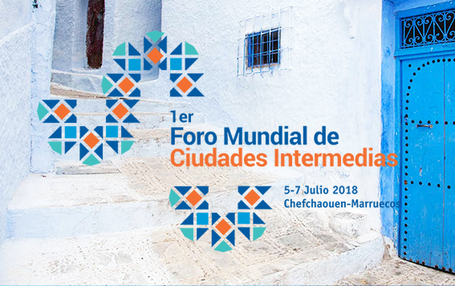 1er
Foro Mundial de
Ciudades Intermedias
5-7 Julio 2018
Chefchaouen-Marruecos